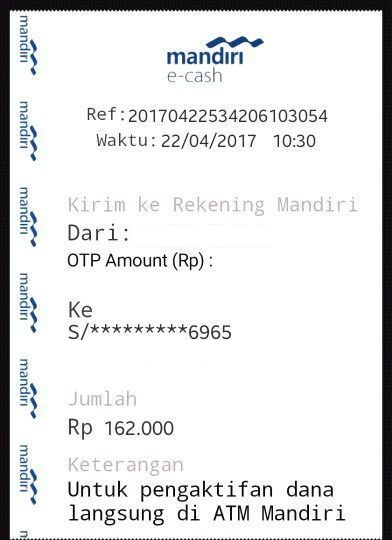 mandiri
e-cash
Ref:20170422534206103054
Waktu: 22/04/2017 10:30
Kirim ke Rekening Mandiri
Dari:
OTP Amount (Rp) :
Ke
S/*********6965
Jumlah
Rp 162.000
Keterangan
Untuk pengaktifan dana
langsung di ATM Mandiri
mandiri
mandiri
mandiri
mandiri
mandiri
mandiri